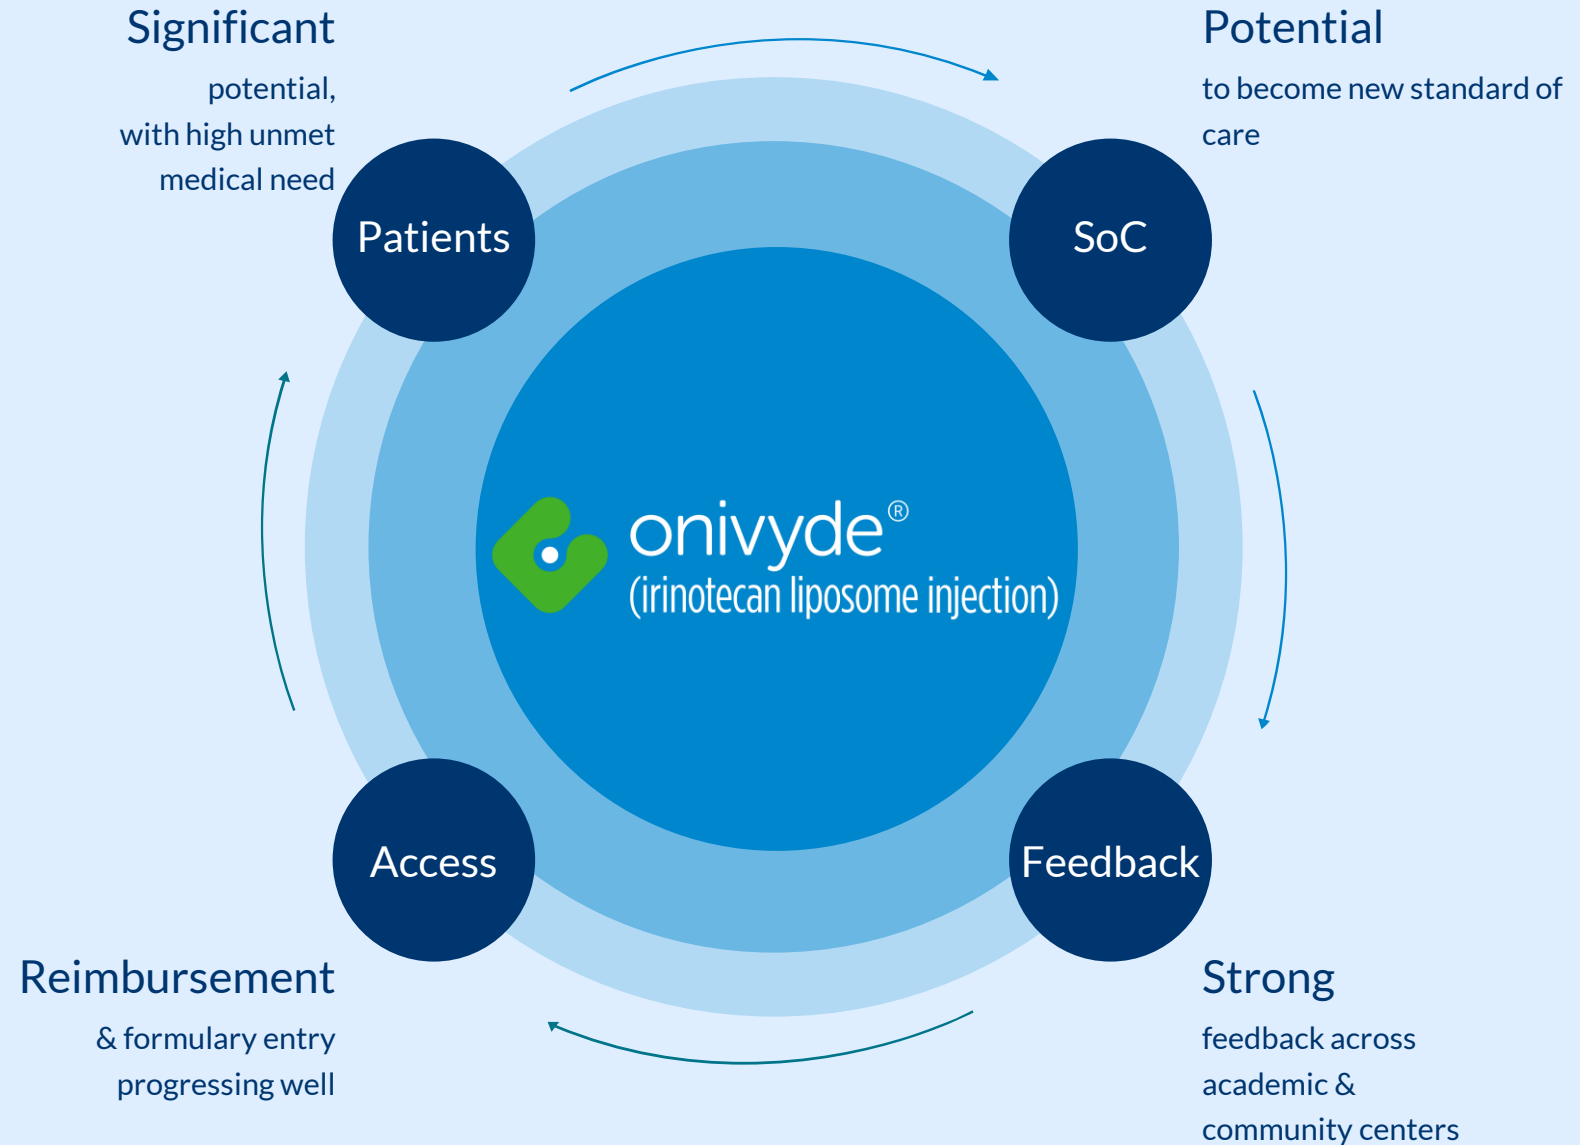 Significant
potential,
with high unmet
medical need
Patients
Potential
to become new standard of
care
SoC
onivyde®
(irinotecan liposome injection)
Access
Reimbursement
& formulary entry
progressing well
Feedback
Strong
feedback across
academic &
community centers